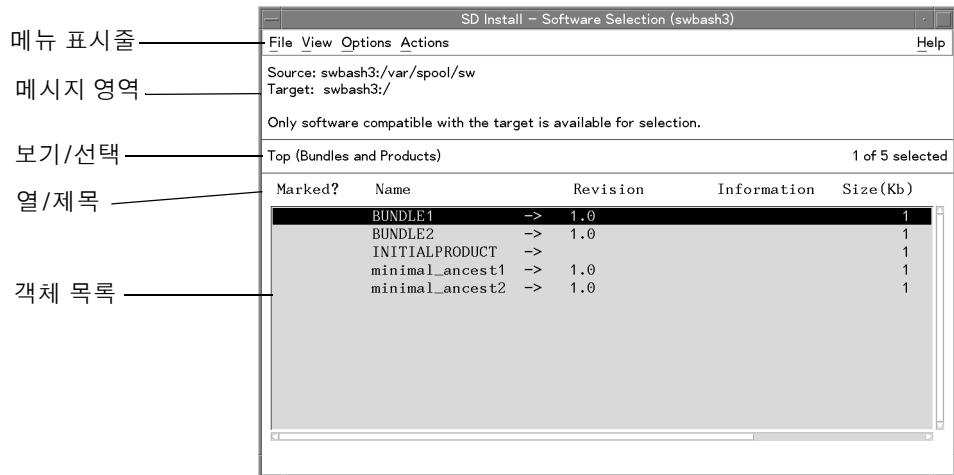 SD Install - Software Selection (swbash3)
메뉴 표시줄
File View Options Actions Help
메시지 영역
Source: swbash3:/var/spool/sw
Target: swbash3:/
Only software compatible with the target is available for selection.
보기/선택
Top (Bundles and Products) 1 of 5 selected
열/제목
Marked? Name Revision Information Size(Kb)
BUNDLE1 -> 1.0 1
BUNDLE2 -> 1.0 1
INITIALPRODUCT -> 1
minimal_ancest1 -> 1.0 1
minimal_ancest2 -> 1.0 1
객체 목록